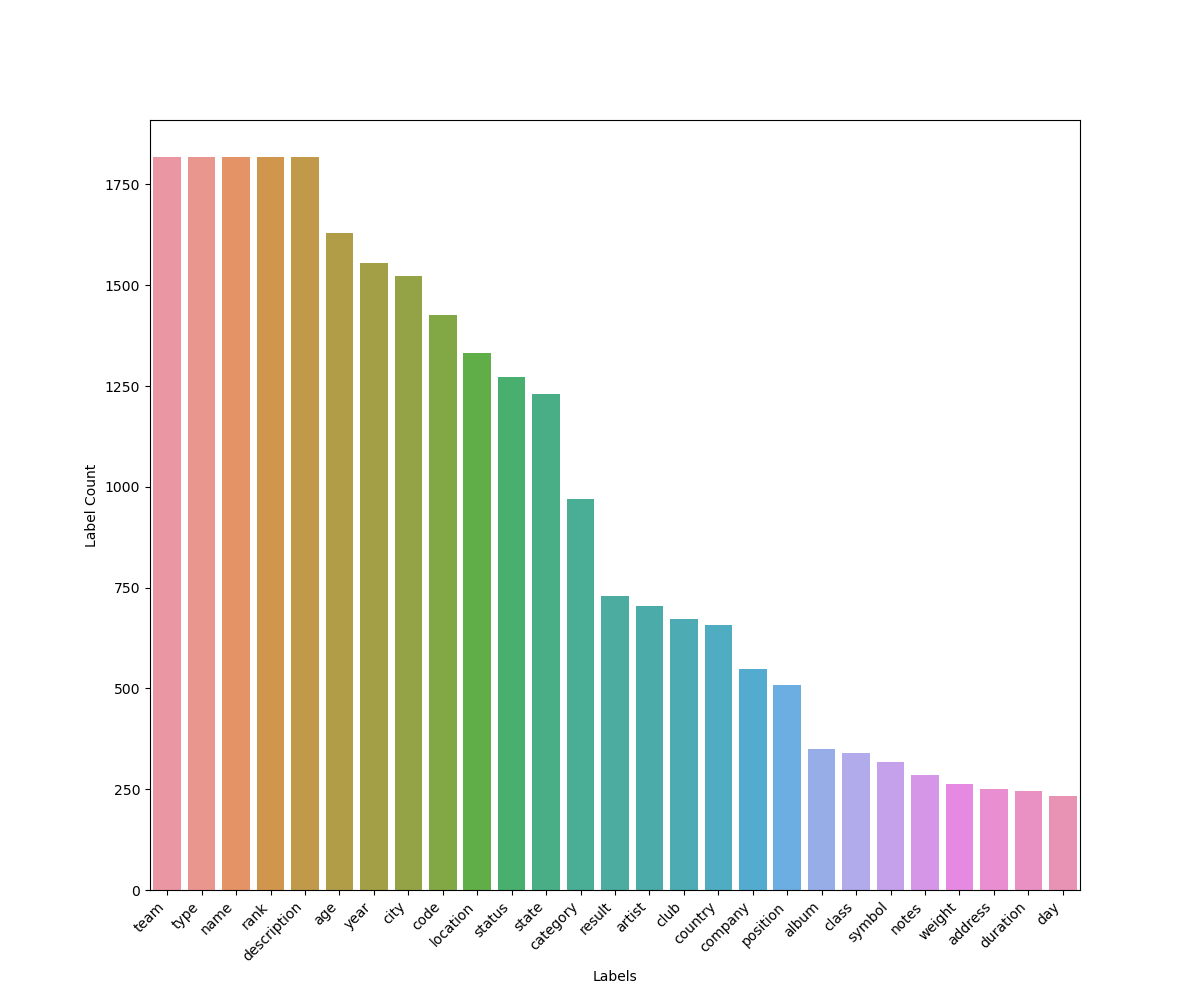 1750
1500
1250
1000
750
500
250
0
Label Count
team
type
name
rank
description
age
year
city
code
location
status
state
category
result
artist
club
country
company
position
album
class
symbol
notes
weight
address
duration
day
Labels